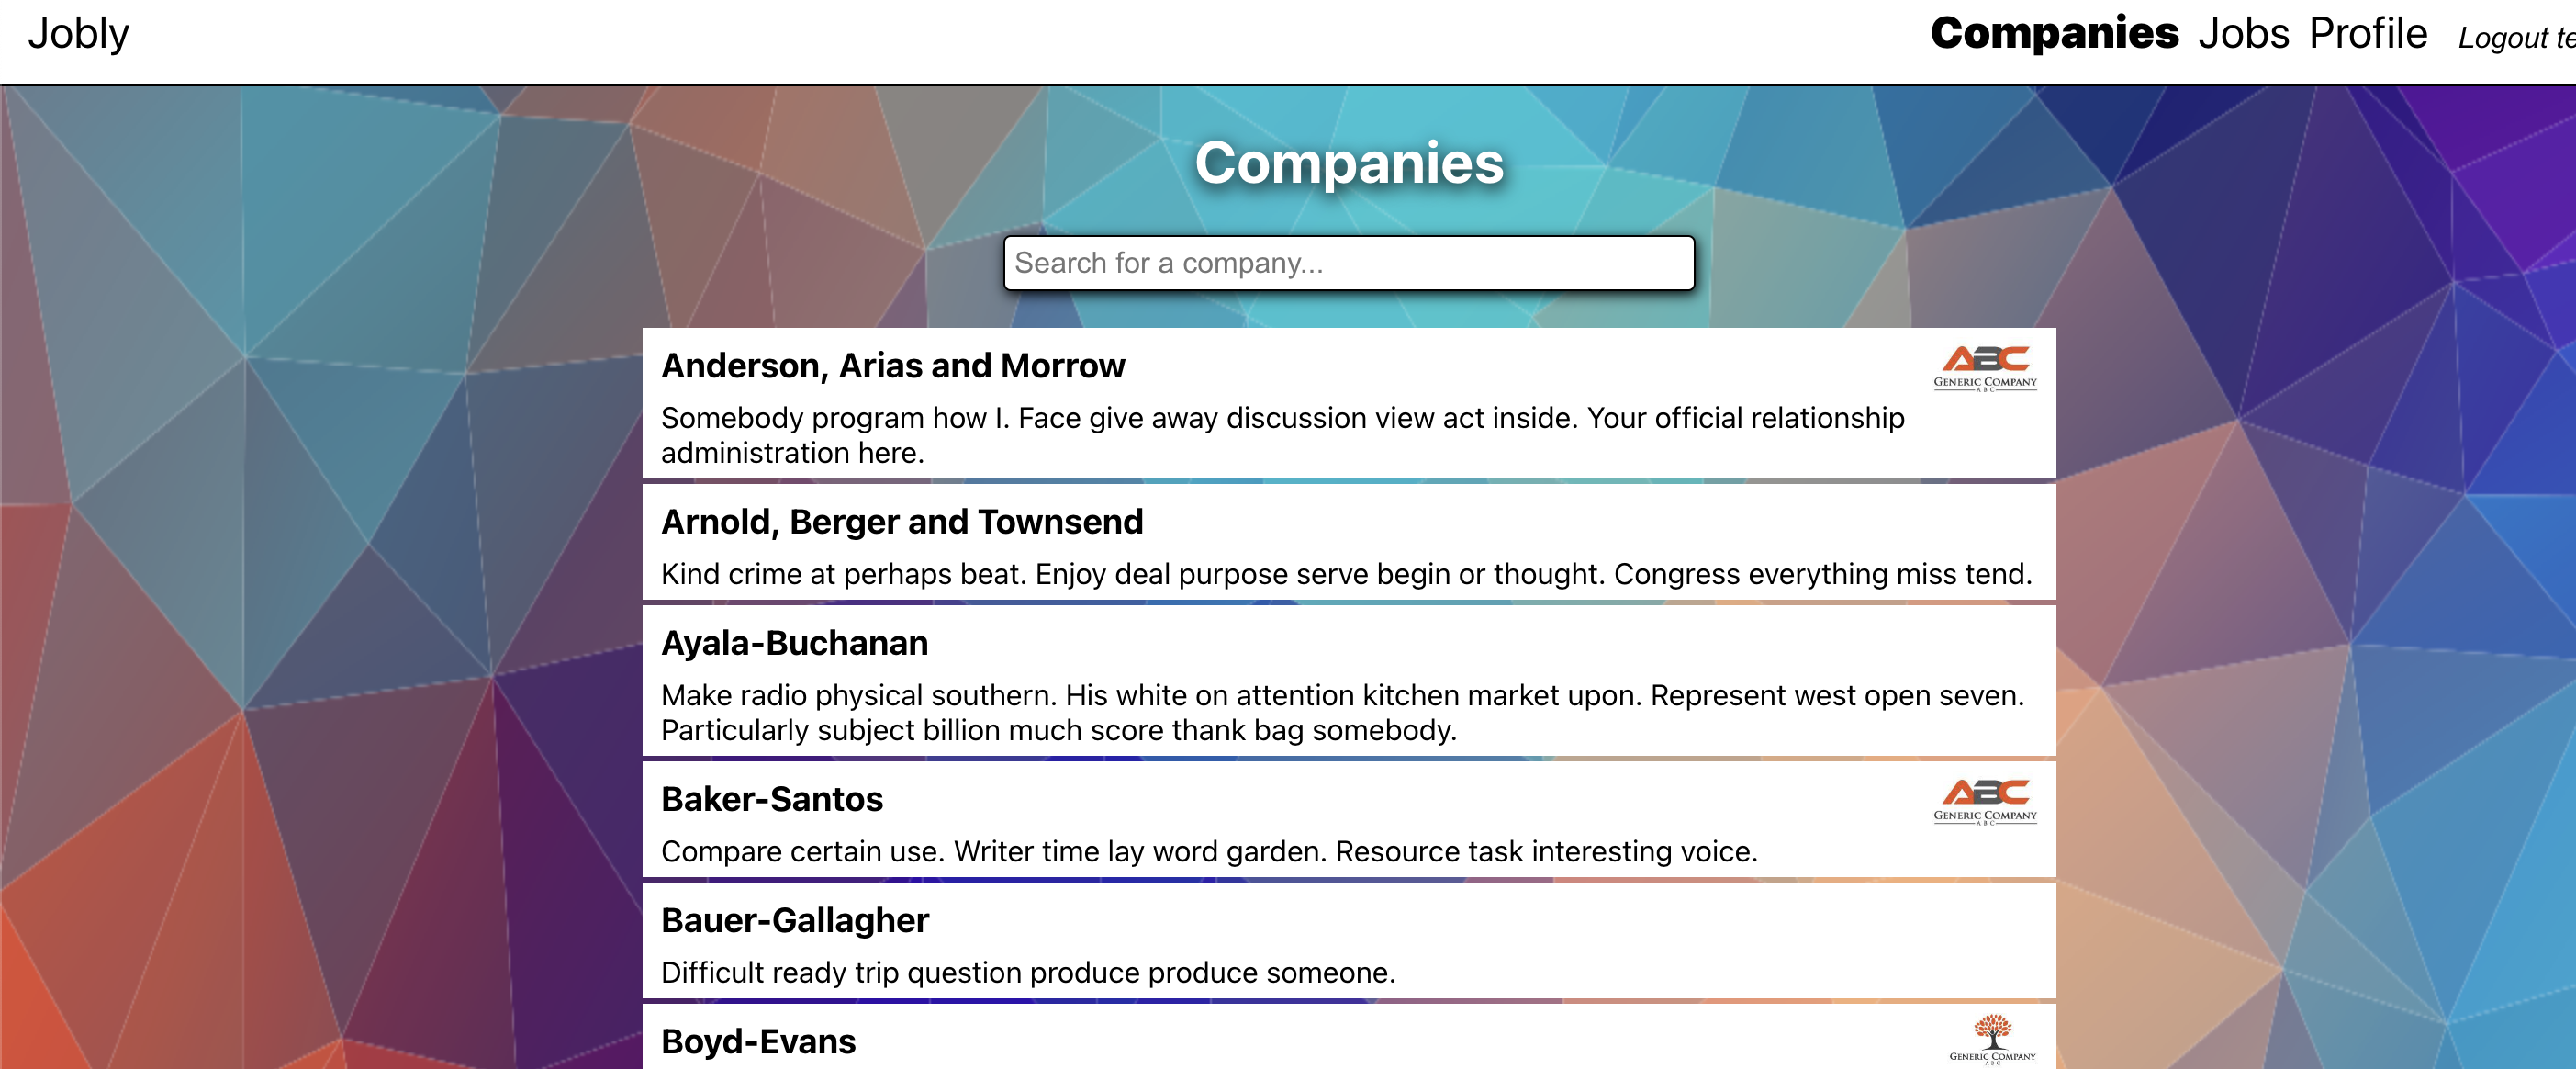 Jobly
Companies Jobs Profile Logout te
Companies
Search for a company...
Anderson, Arias and Morrow
ABC
GENERIC COMPANY
ABC
Somebody program how I. Face give away discussion view act inside. Your official relationship
administration here.
Arnold, Berger and Townsend
Kind crime at perhaps beat. Enjoy deal purpose serve begin or thought. Congress everything miss tend.
Ayala-Buchanan
Make radio physical southern. His white on attention kitchen market upon. Represent west open seven.
Particularly subject billion much score thank bag somebody.
Baker-Santos
ABC
GENERIC COMPANY
ABC
Compare certain use. Writer time lay word garden. Resource task interesting voice.
Bauer-Gallagher
Difficult ready trip question produce produce someone.
Boyd-Evans
GENERIC COMPANY
ABC